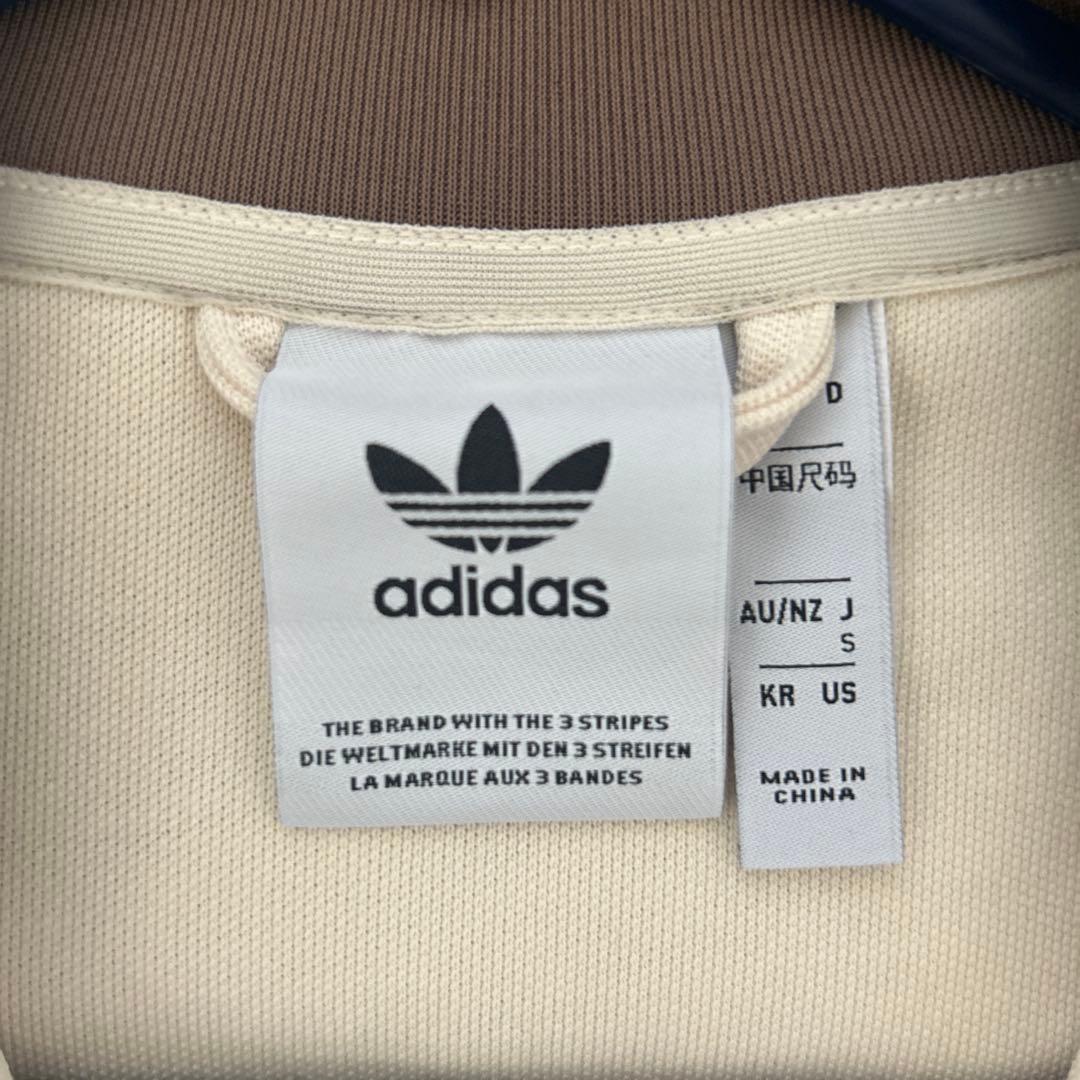 adidas
THE BRAND WITH THE 3 STRIPES
DIE WELTMARKE MIT DEN 3 STREIFEN
LA MARQUE AUX 3 BANDES
D
中国尺码
AU/NZ J
S
KR US
MADE IN
CHINA